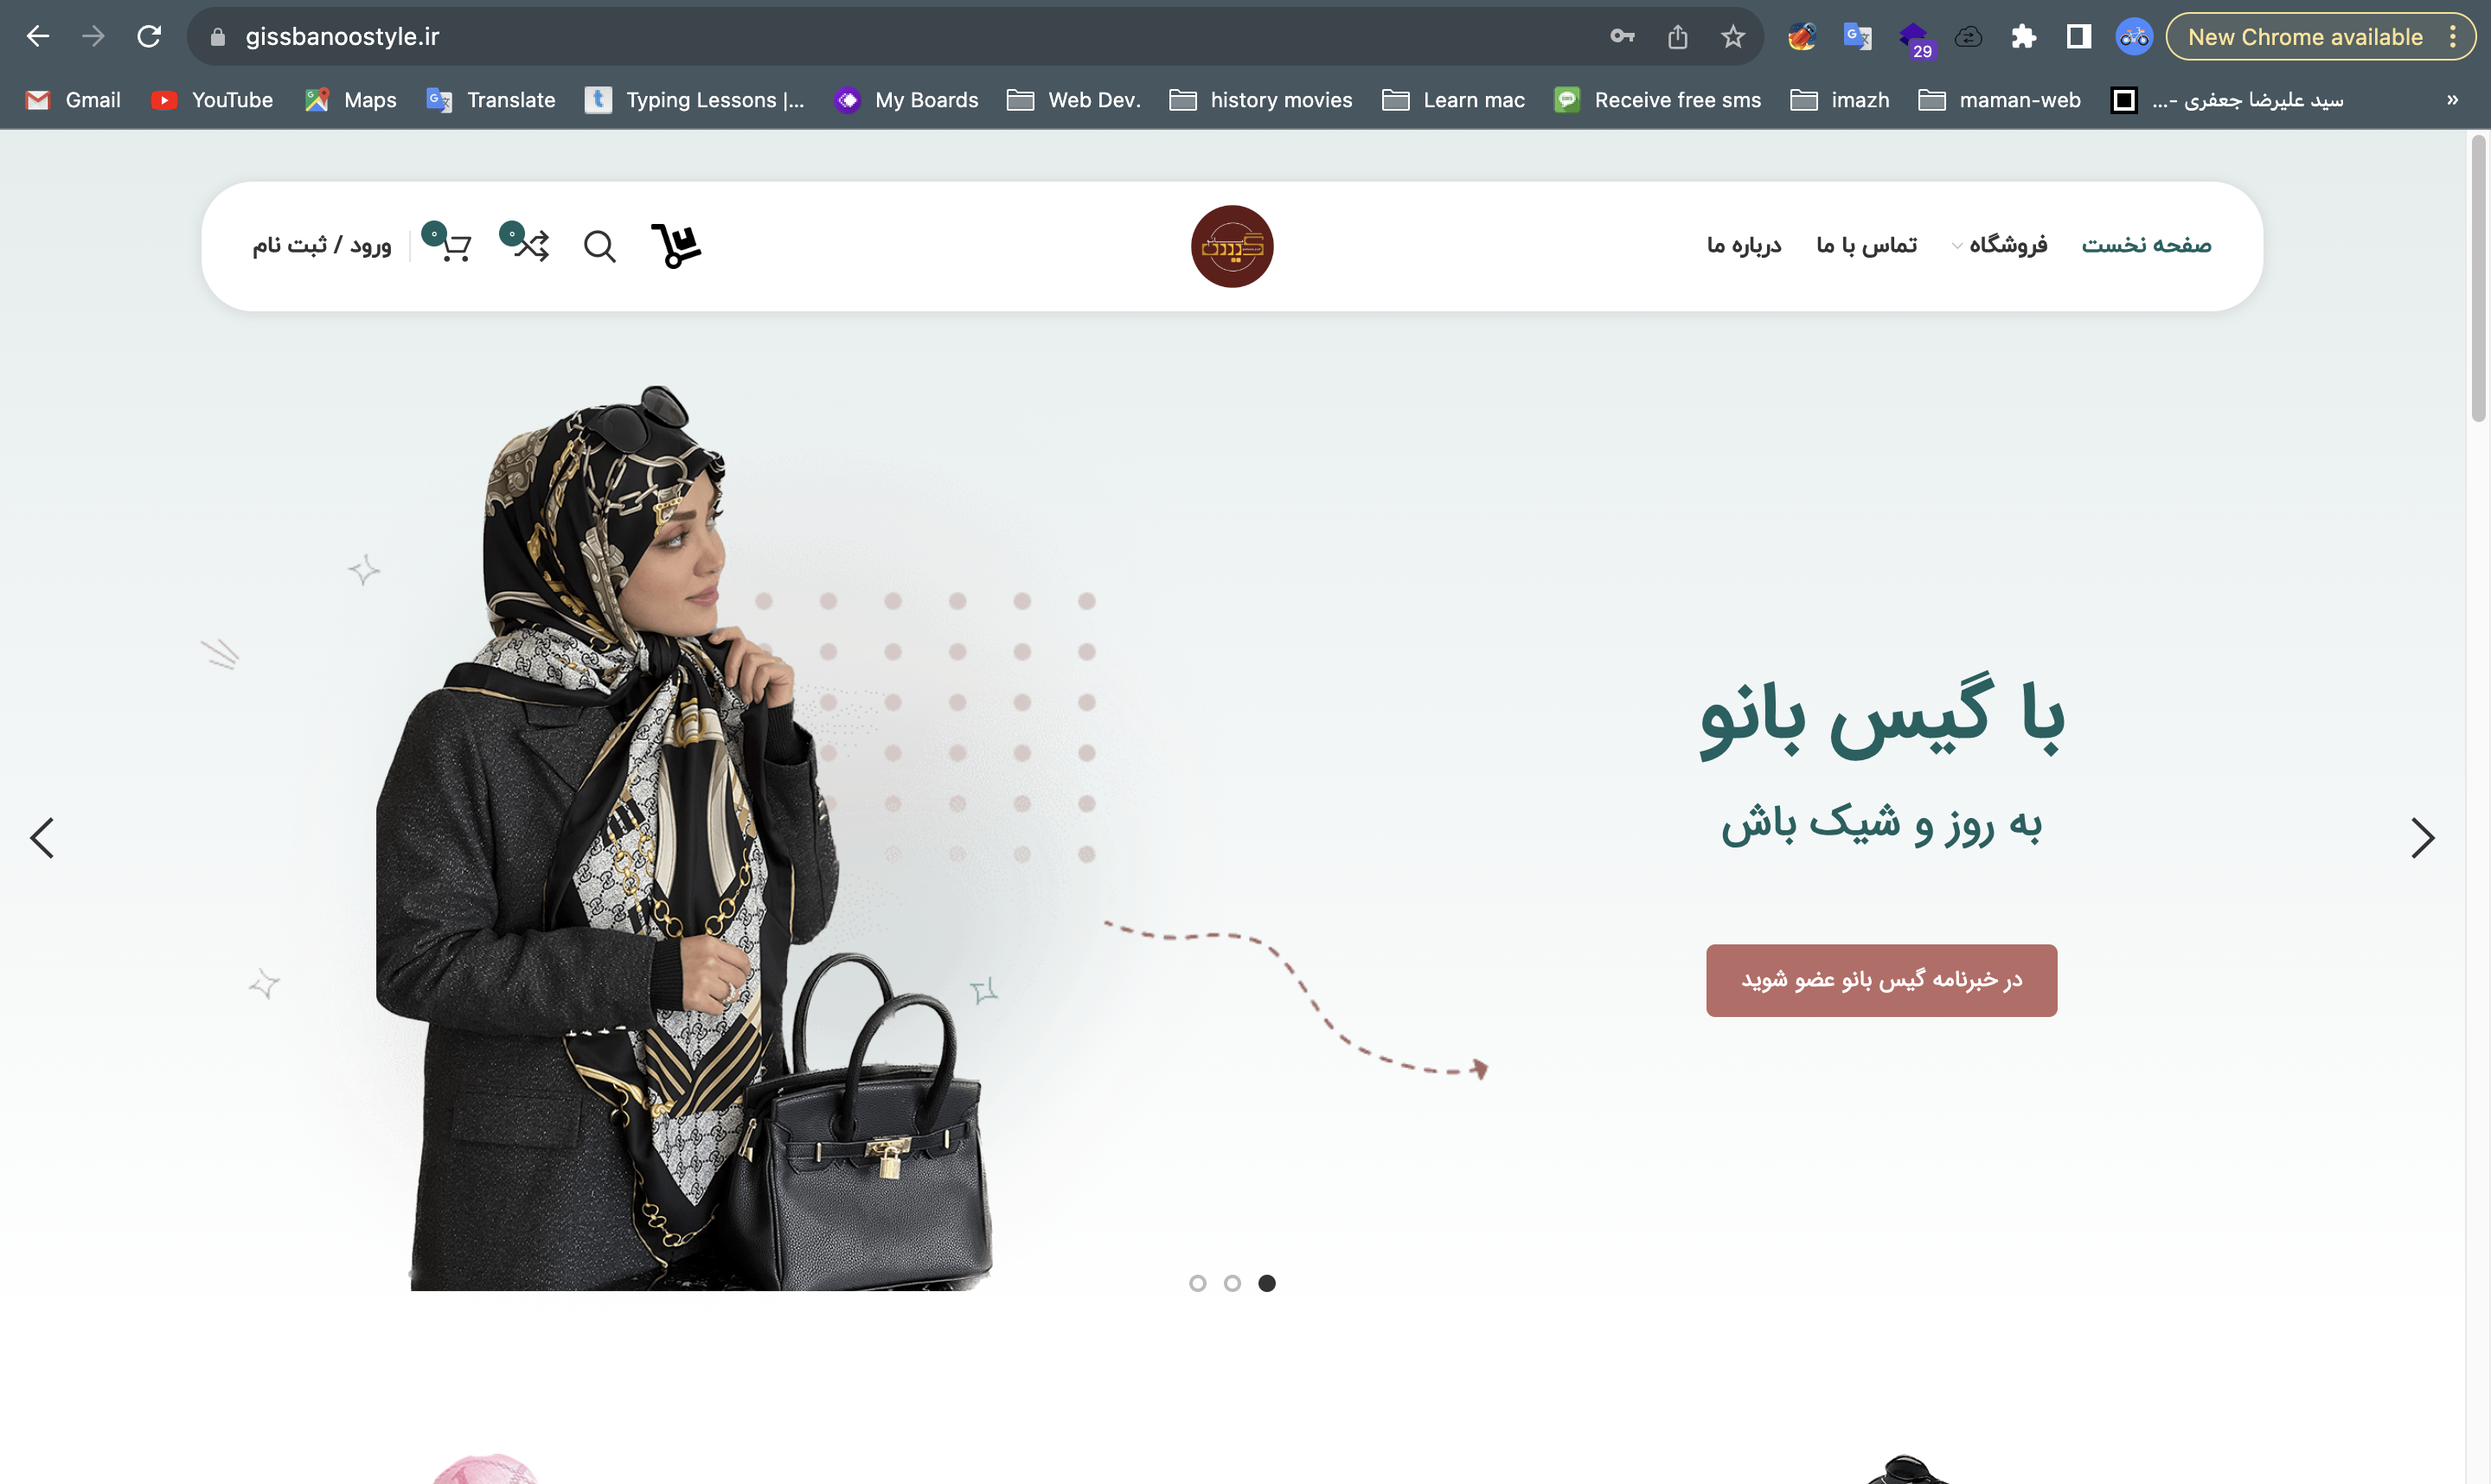 gissbanoostyle.ir
New Chrome available
29
Gmail
YouTube
Maps
Translate
Typing Lessons |...
My Boards
Web Dev.
history movies
Learn mac
Receive free sms
imazh
maman-web
سید علیرضا جعفری -...
»
صفحه نخست
فروشگاه
تماس با ما
درباره ما
۰
۰
ورود / ثبت نام
با گیس بانو
به روز و شیک باش
در خبرنامه گیس بانو عضو شوید